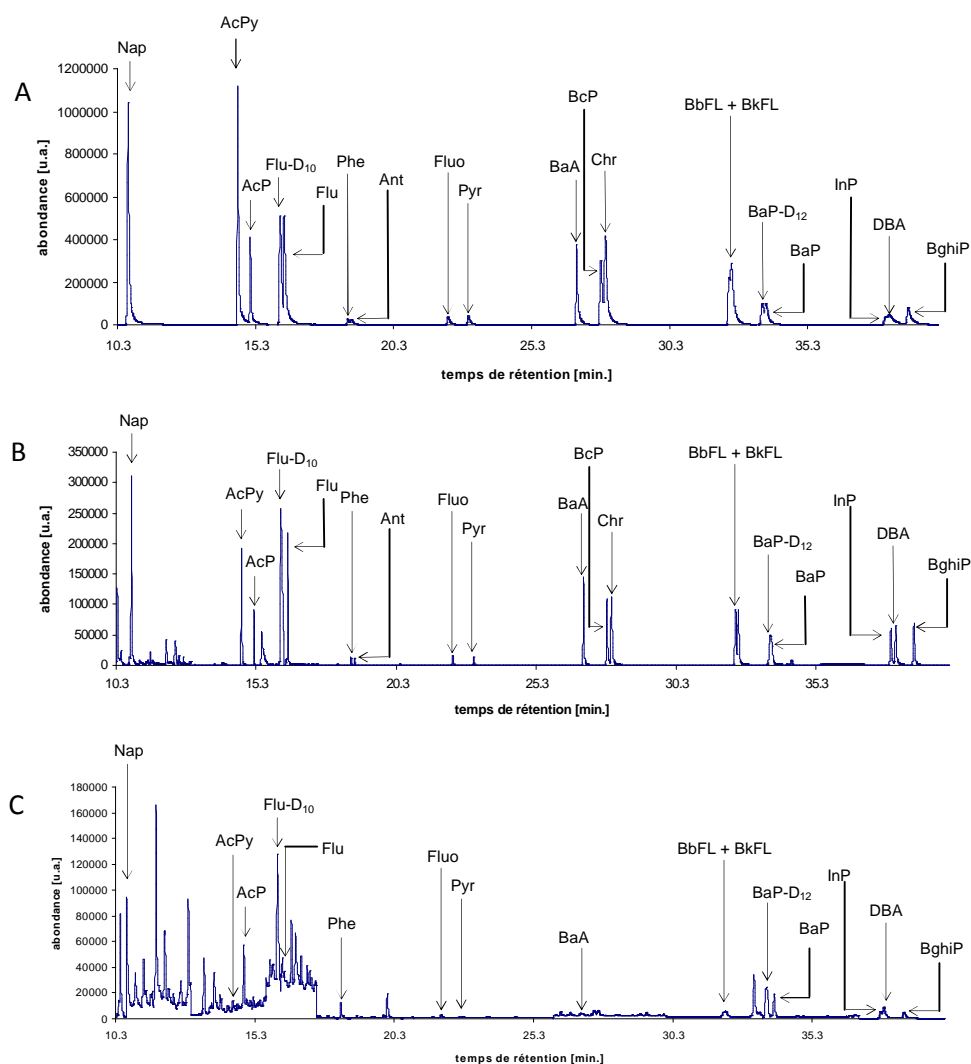 A
AcPy
Nap
BcP
BbFL + BkFL
Flu-D10
Phe
Fluo
BaA
Chr
InP
AcP
Flu
Ant
Pyr
BaP-D12
DBA
BaP
BghiP
abondance [u.a.]
1200000
1000000
800000
600000
400000
200000
0
10.3 15.3 20.3 25.3 30.3 35.3
temps de rétention [min.]
B
Nap
BcP
BbFL + BkFL
Flu-D10
AcPy
Flu
Phe
Fluo
BaA
Chr
InP
AcP
Ant
Pyr
BaP-D12
DBA
BaP
BghiP
abondance [u.a.]
350000
300000
250000
200000
150000
100000
50000
0
10.3 15.3 20.3 25.3 30.3 35.3
temps de rétention [min.]
C
Nap
Flu-D10
AcPy
Flu
Fluo
BbFL + BkFL
InP
AcP
Phe
Pyr
BaA
BaP-D12
DBA
BaP
BghiP
abondance [u.a.]
180000
160000
140000
120000
100000
80000
60000
40000
20000
0
10.3 15.3 20.3 25.3 30.3 35.3
temps de rétention [min.]